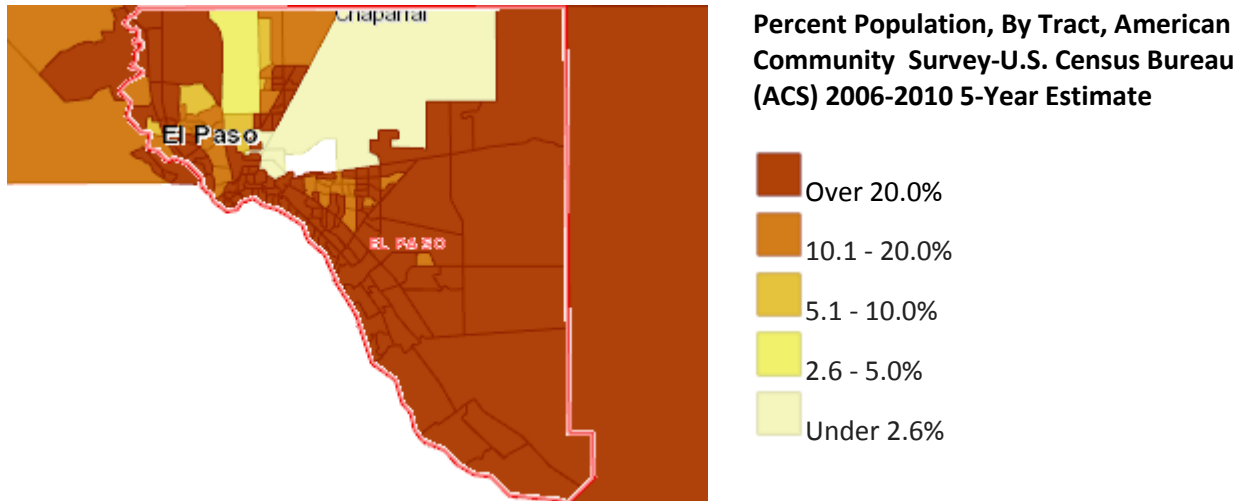 Chaparral
El Paso
EL PASO
Percent Population, By Tract, American
Community Survey-U.S. Census Bureau
(ACS) 2006-2010 5-Year Estimate
Over 20.0%
10.1 - 20.0%
5.1 - 10.0%
2.6 - 5.0%
Under 2.6%